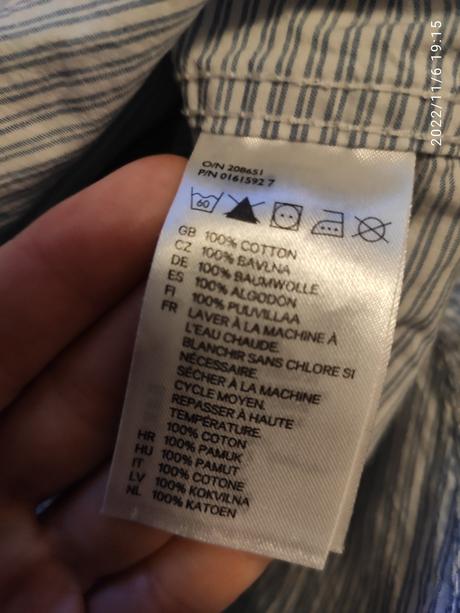 2022/11/6 19:15
O/N 208651
P/N 0161592 7
60
GB 100% COTTON
CZ 100% BAVLNA
DE 100% BAUMWOLLE
ES 100% ALGODÓN
FI 100% PUUVILLAA
FR LAVER À LA MACHINE À
L'EAU CHAUDE.
BLANCHIR SANS CHLORE SI
NÉCESSAIRE.
SÉCHER À LA MACHINE
CYCLE MOYEN.
REPASSER À HAUTE
TEMPÉRATURE.
100% COTON
HR 100% PAMUK
HU 100% PAMUT
IT 100% COTONE
LV 100% KOKVILNA
NL 100% KATOEN